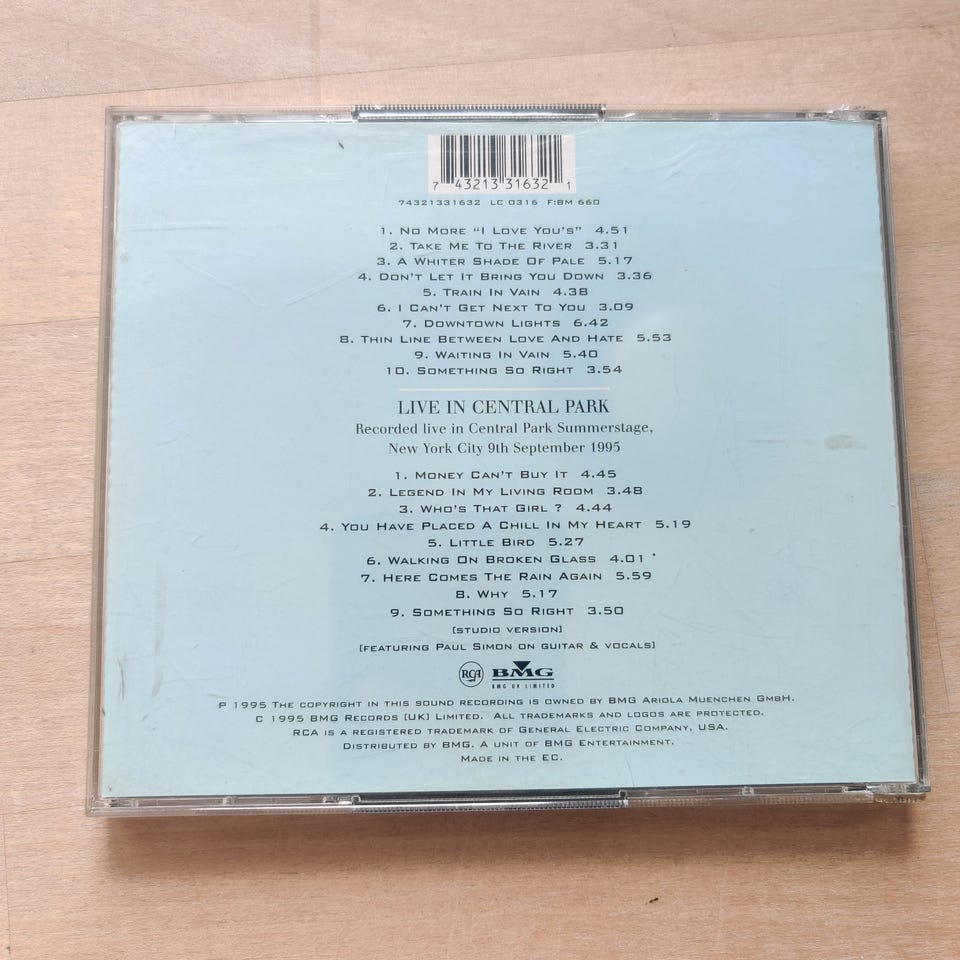 7 43213 31632 1
74321331632 LC 0316 F:BM 660
1. No More “I Love You's” 4.51
2. Take Me To The River 3.31
3. A Whiter Shade Of Pale 5.17
4. Don't Let It Bring You Down 3.36
5. Train In Vain 4.38
6. I Can't Get Next To You 3.09
7. Downtown Lights 6.42
8. Thin Line Between Love And Hate 5.53
9. Waiting In Vain 5.40
10. Something So Right 3.54
LIVE IN CENTRAL PARK
Recorded live in Central Park Summerstage,
New York City 9th September 1995
1. Money Can't Buy It 4.45
2. Legend In My Living Room 3.48
3. Who's That Girl ? 4.44
4. You Have Placed A Chill In My Heart 5.19
5. Little Bird 5.27
6. Walking On Broken Glass 4.01
7. Here Comes The Rain Again 5.59
8. Why 5.17
9. Something So Right 3.50
[Studio Version]
[Featuring Paul Simon on Guitar & Vocals]
RCA BMG
BMG UK LIMITED
P 1995 The copyright in this sound recording is owned by BMG Ariola Muenchen GmbH.
C 1995 BMG Records (UK) Limited. All trademarks and logos are protected.
RCA is a registered trademark of General Electric Company, USA.
Distributed by BMG. A unit of BMG Entertainment.
Made in the EC.